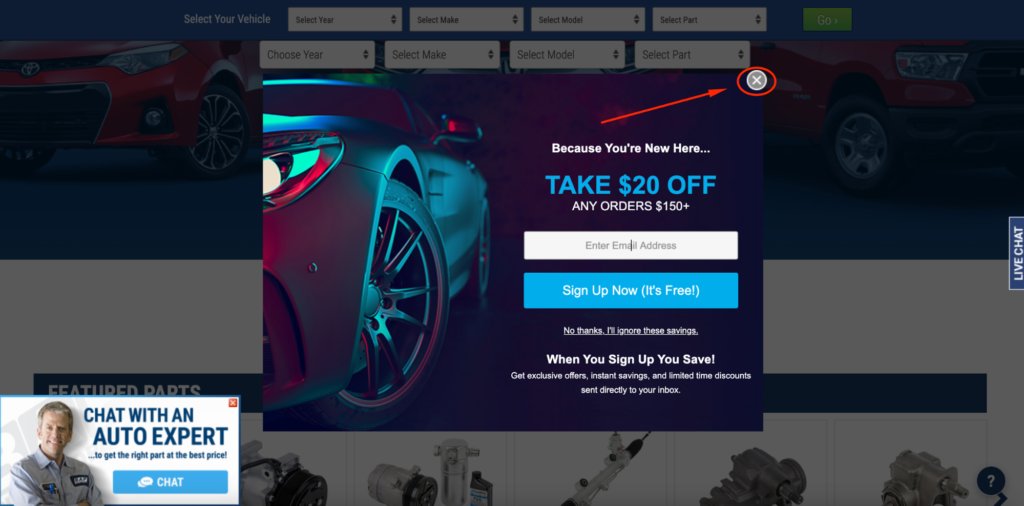 Select Your Vehicle
Select Year
Select Make
Select Model
Select Part
Go ›
Choose Year
Select Make
Select Model
Select Part
Because You're New Here...
TAKE $20 OFF
ANY ORDERS $150+
Enter Email Address
Sign Up Now (It's Free!)
No thanks, I'll ignore these savings.
When You Sign Up You Save!
Get exclusive offers, instant savings, and limited time discounts
sent directly to your inbox.
LIVE CHAT
FEATURED PARTS
CHAT WITH AN
AUTO EXPERT
...to get the right part at the best price!
CHAT
?